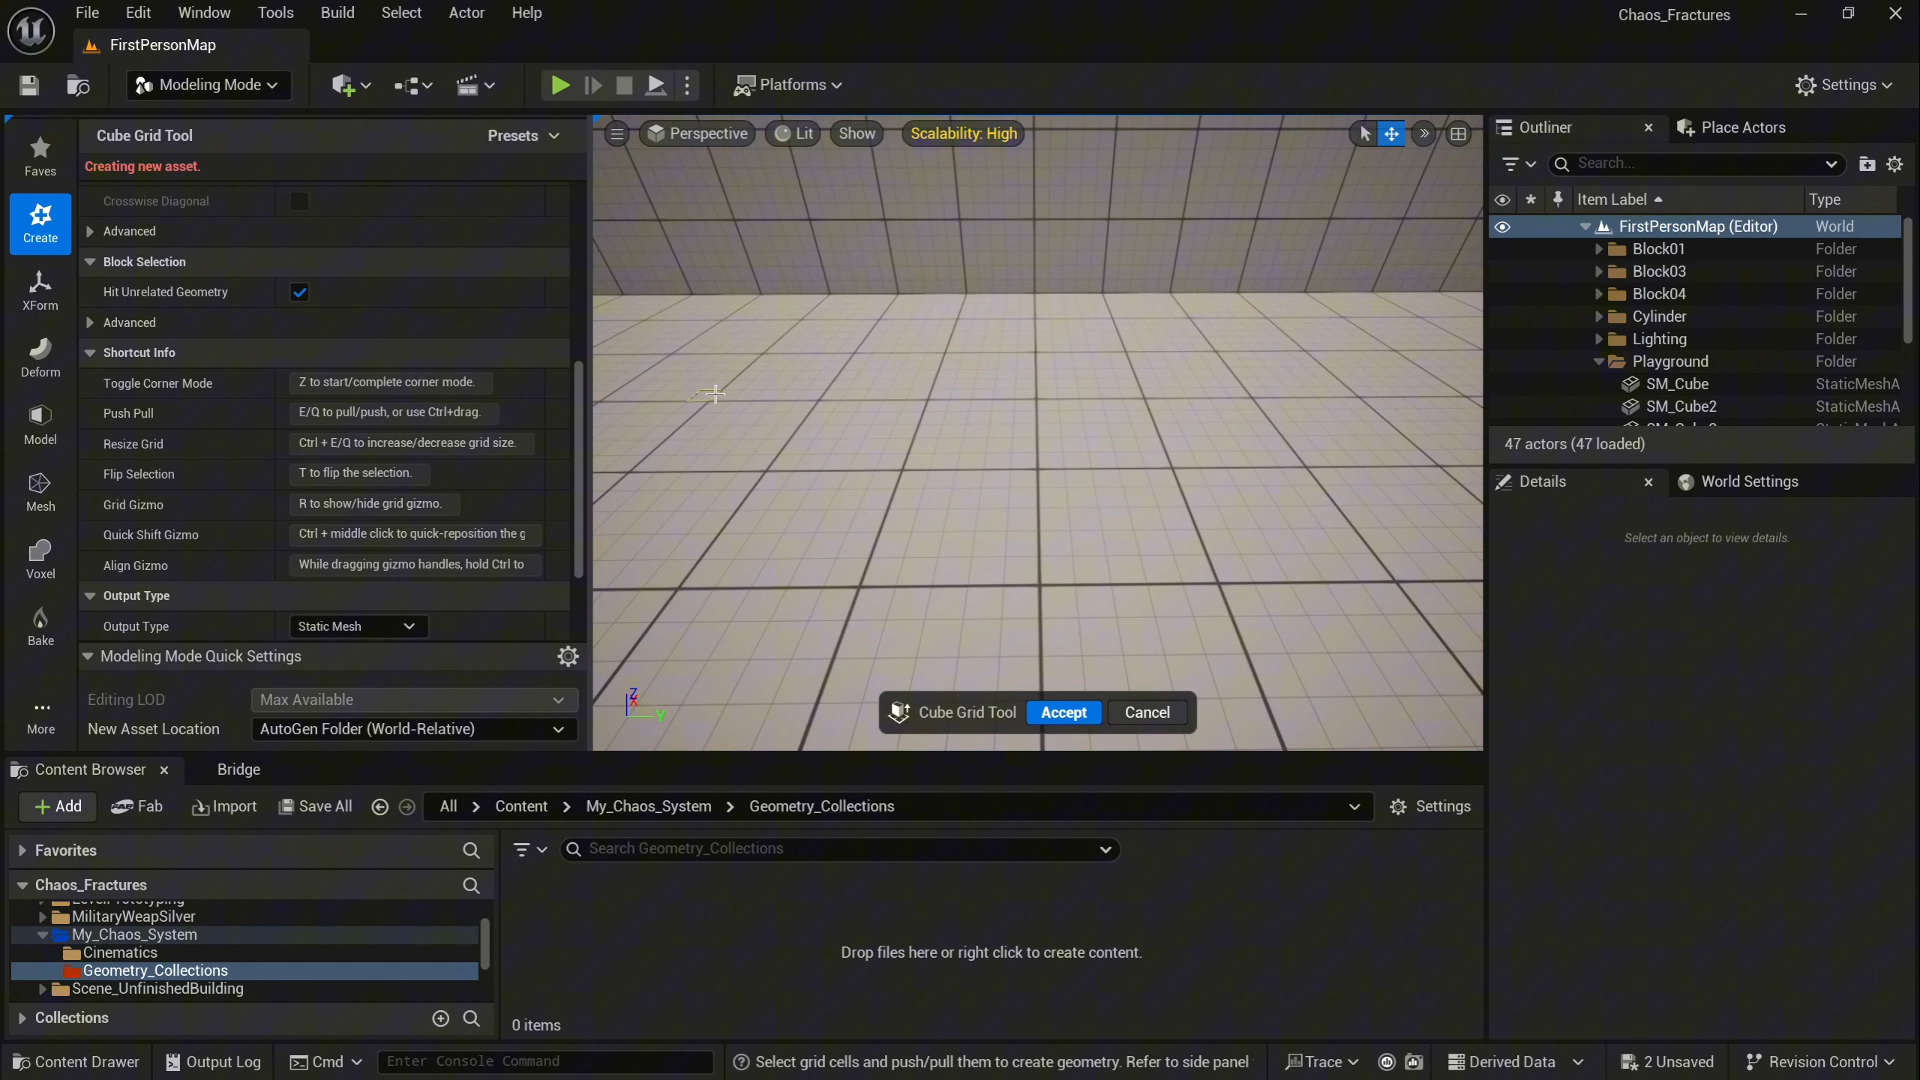 File Edit Window Tools Build Select Actor Help
Chaos_Fractures
FirstPersonMap
Modeling Mode
Platforms
Settings
Faves
Create
XForm
Deform
Model
Mesh
Voxel
Bake
More
Cube Grid Tool
Presets
Creating new asset.
Crosswise Diagonal
Advanced
Block Selection
Hit Unrelated Geometry
Advanced
Shortcut Info
Toggle Corner Mode Z to start/complete corner mode.
Push Pull E/Q to pull/push, or use Ctrl+drag.
Resize Grid Ctrl + E/Q to increase/decrease grid size.
Flip Selection T to flip the selection.
Grid Gizmo R to show/hide grid gizmo.
Quick Shift Gizmo Ctrl + middle click to quick-reposition the g
Align Gizmo While dragging gizmo handles, hold Ctrl to
Output Type
Output Type Static Mesh
Modeling Mode Quick Settings
Editing LOD Max Available
New Asset Location AutoGen Folder (World-Relative)
Perspective Lit Show Scalability: High
Z
X
Y
Cube Grid Tool Accept Cancel
Outliner Place Actors
Search...
Item Label Type
FirstPersonMap (Editor) World
Block01 Folder
Block03 Folder
Block04 Folder
Cylinder Folder
Lighting Folder
Playground Folder
SM_Cube StaticMeshA
SM_Cube2 StaticMeshA
47 actors (47 loaded)
Details World Settings
Select an object to view details.
Content Browser Bridge
Add Fab Import Save All All Content My_Chaos_System Geometry_Collections Settings
Favorites
Search Geometry_Collections
Chaos_Fractures
MilitaryWeapSilver
My_Chaos_System
Cinematics
Geometry_Collections
Scene_UnfinishedBuilding
Collections
Drop files here or right click to create content.
0 items
Content Drawer Output Log Cmd Enter Console Command Select grid cells and push/pull them to create geometry. Refer to side panel Trace Derived Data 2 Unsaved Revision Control